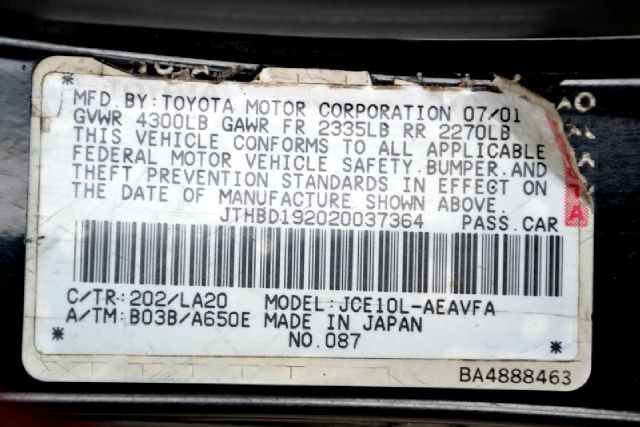 MFD. BY: TOYOTA MOTOR CORPORATION 07/01
GVWR 4300LB GAWR FR 2335LB RR 2270LB
THIS VEHICLE CONFORMS TO ALL APPLICABLE
FEDERAL MOTOR VEHICLE SAFETY, BUMPER, AND
THEFT PREVENTION STANDARDS IN EFFECT ON
THE DATE OF MANUFACTURE SHOWN ABOVE.
JTHBD192020037364 PASS. CAR
C/TR: 202/LA20 MODEL: JCE10L-AEAVFA
A/TM: B03B/A650E MADE IN JAPAN
NO. 087
BA4888463